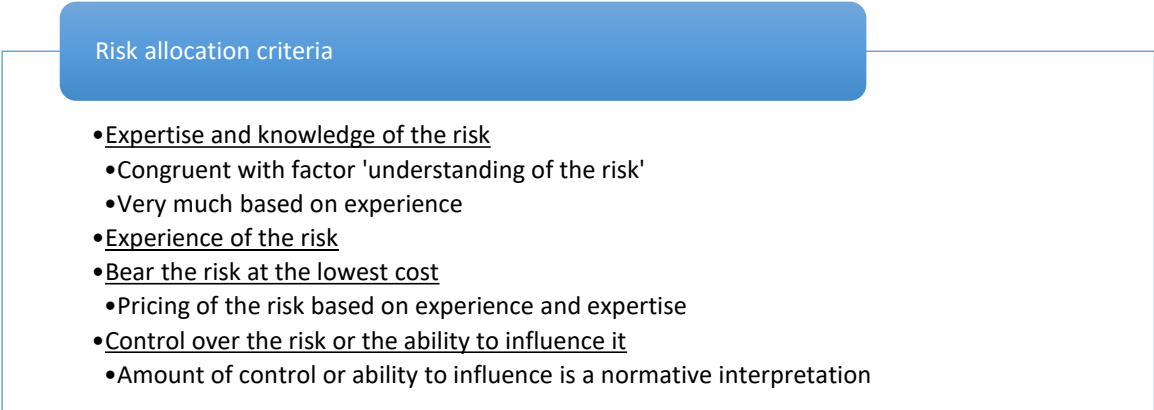 Risk allocation criteria
•Expertise and knowledge of the risk
•Congruent with factor 'understanding of the risk'
•Very much based on experience
•Experience of the risk
•Bear the risk at the lowest cost
•Pricing of the risk based on experience and expertise
•Control over the risk or the ability to influence it
•Amount of control or ability to influence is a normative interpretation